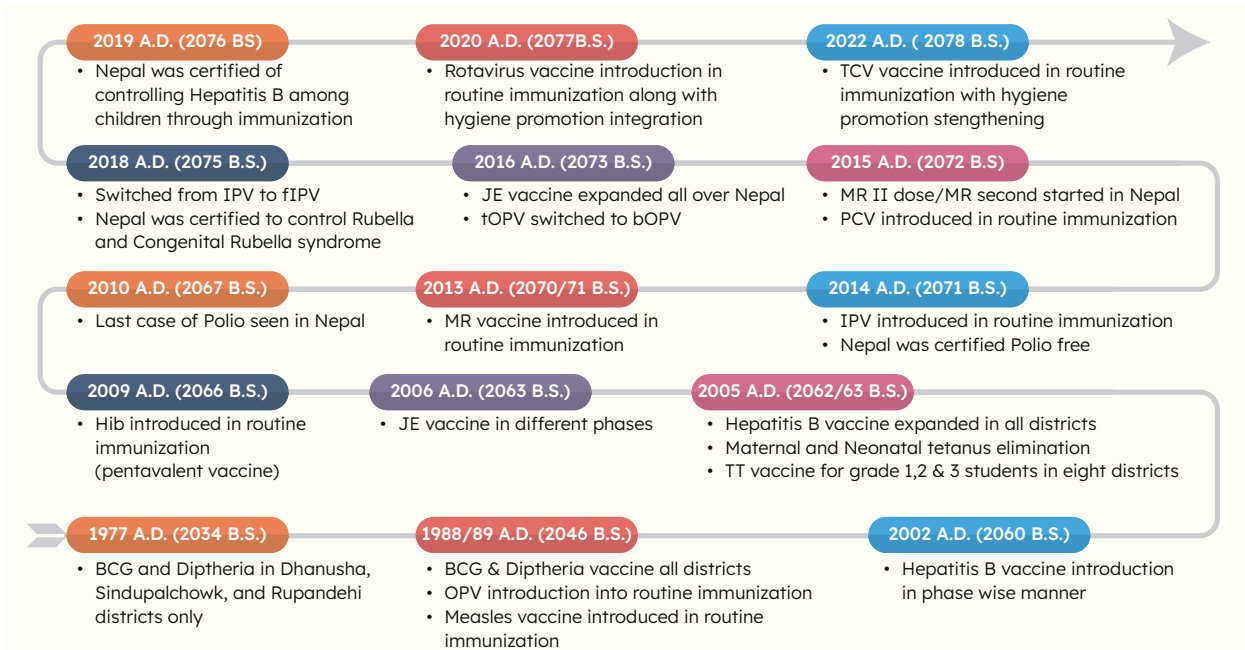 2019 A.D. (2076 BS)
• Nepal was certified of
controlling Hepatitis B among
children through immunization
2020 A.D. (2077B.S.)
• Rotavirus vaccine introduction in
routine immunization along with
hygiene promotion integration
2022 A.D. ( 2078 B.S.)
• TCV vaccine introduced in routine
immunization with hygiene
promotion stengthening
2018 A.D. (2075 B.S.)
• Switched from IPV to fIPV
• Nepal was certified to control Rubella
and Congenital Rubella syndrome
2016 A.D. (2073 B.S.)
• JE vaccine expanded all over Nepal
• tOPV switched to bOPV
2015 A.D. (2072 B.S)
• MR II dose/MR second started in Nepal
• PCV introduced in routine immunization
2010 A.D. (2067 B.S.)
• Last case of Polio seen in Nepal
2013 A.D. (2070/71 B.S.)
• MR vaccine introduced in
routine immunization
2014 A.D. (2071 B.S.)
• IPV introduced in routine immunization
• Nepal was certified Polio free
2009 A.D. (2066 B.S.)
• Hib introduced in routine
immunization
(pentavalent vaccine)
2006 A.D. (2063 B.S.)
• JE vaccine in different phases
2005 A.D. (2062/63 B.S.)
• Hepatitis B vaccine expanded in all districts
• Maternal and Neonatal tetanus elimination
• TT vaccine for grade 1,2 & 3 students in eight districts
1977 A.D. (2034 B.S.)
• BCG and Diptheria in Dhanusha,
Sindupalchowk, and Rupandehi
districts only
1988/89 A.D. (2046 B.S.)
• BCG & Diptheria vaccine all districts
• OPV introduction into routine immunization
• Measles vaccine introduced in routine
immunization
2002 A.D. (2060 B.S.)
• Hepatitis B vaccine introduction
in phase wise manner